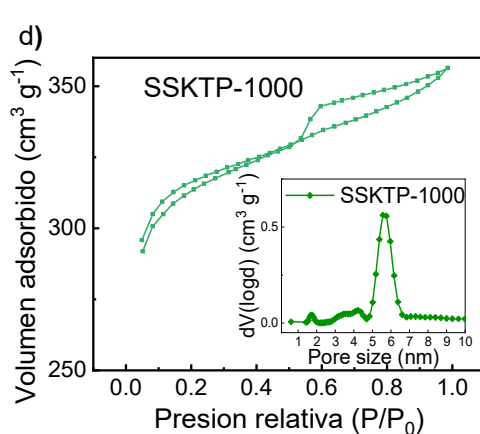 d)
SSKTP-1000
Volumen adsorbido (cm³ g⁻¹)
350
300
250
0.0 0.2 0.4 0.6 0.8 1.0
Presion relativa (P/P₀)
SSKTP-1000
dV(logd) (cm³ g⁻¹)
0.5
0.0
1 2 3 4 5 6 7 8 9 10
Pore size (nm)